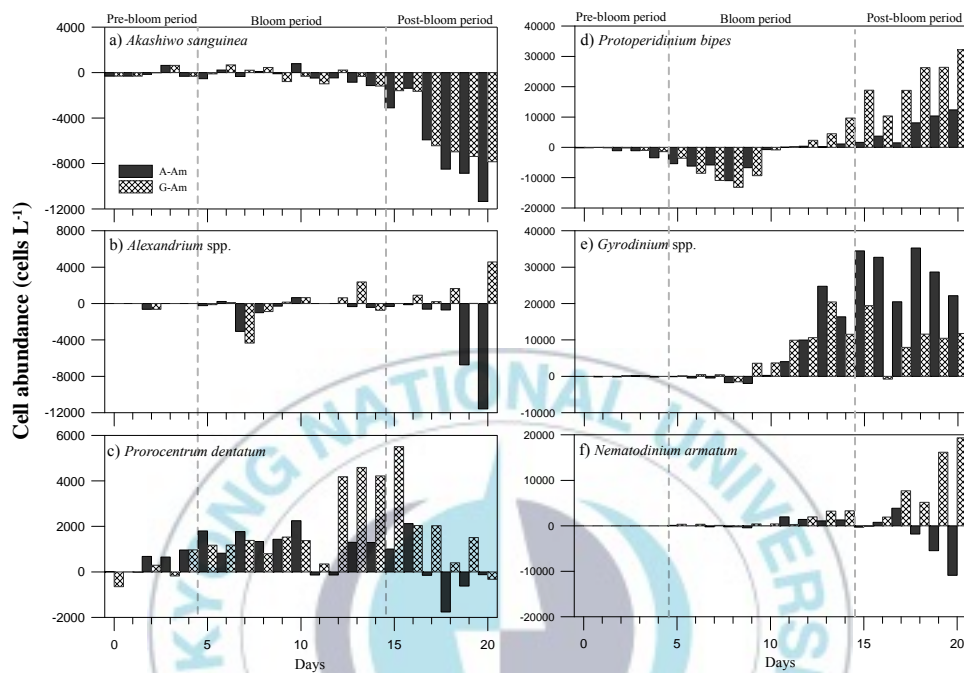 Pre-bloom period Bloom period Post-bloom period
a) Akashiwo sanguinea
4000
0
-4000
-8000
-12000
A-Am
G-Am
b) Alexandrium spp.
8000
4000
0
-4000
-8000
-12000
c) Prorocentrum dentatum
6000
4000
2000
0
-2000
0 5 10 15 20
Days
Cell abundance (cells L-1)
Pre-bloom period Bloom period Post-bloom period
d) Protoperidinium bipes
40000
30000
20000
10000
0
-10000
-20000
e) Gyrodinium spp.
40000
30000
20000
10000
0
-10000
f) Nematodinium armatum
20000
10000
0
-10000
-20000
0 5 10 15 20
Days
KYONG NATIONAL UNIVERSI